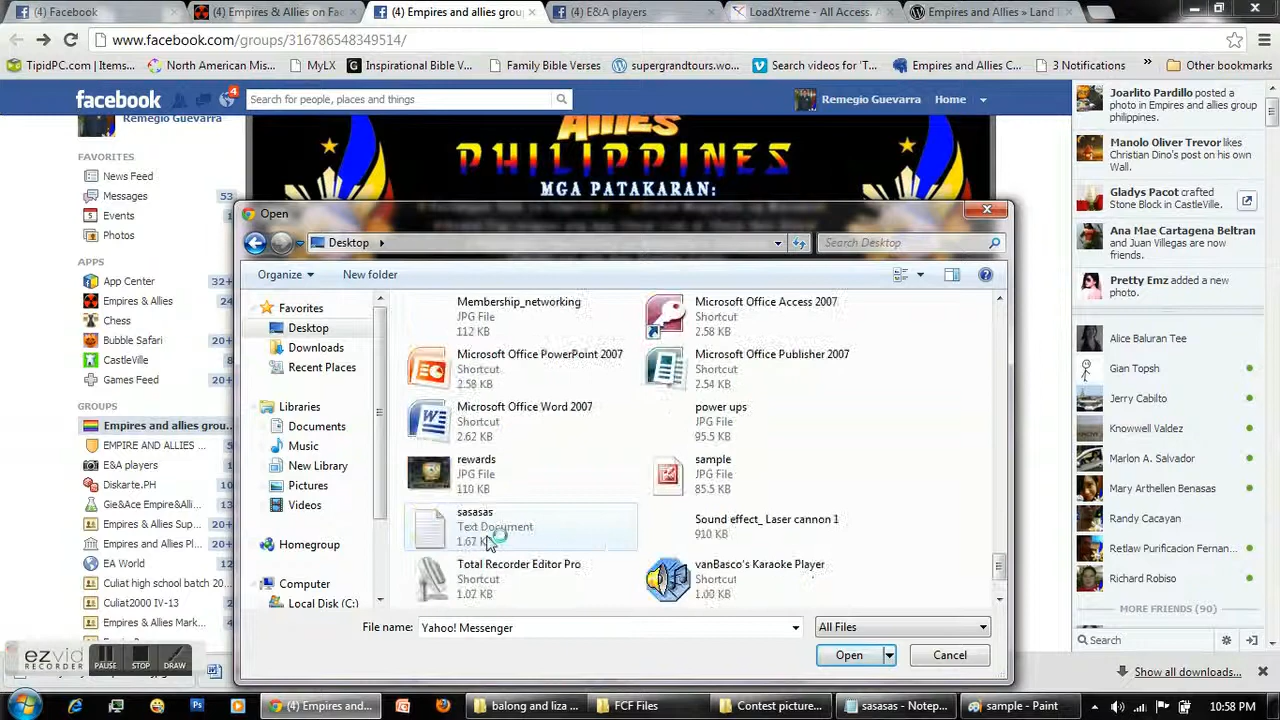 (4) Facebook
(4) Empires & Allies on Fac
(4) Empires and allies grou
(4) E&A players
LoadXtreme - All Access. A
Empires and Allies » Land
www.facebook.com/groups/316786548349514/
TipidPC.com | Items...
North American Miss...
MyLX
Inspirational Bible V...
Family Bible Verses
supergrandtours.wo...
Search videos for 'T...
Empires and Allies C...
3 Notifications
»
Other bookmarks
facebook
4
Search for people, places and things
Remegio Guevarra
Home
Remegio Guevarra
FAVORITES
News Feed
Messages 53
Events 1
Photos
APPS
App Center 32+
Empires & Allies 24
Chess
Bubble Safari 20+
CastleVille 8
Games Feed 20+
GROUPS
Empires and allies grou...
EMPIRE AND ALLIES ...
E&A players
Diskarte.PH
Gie&Ace Empire&Alli...
Empires & Allies Sup...
Empires and Allies Pl...
EA World
Culiat high school batch 20...
Culiat2000 IV-13
Empires & Allies Mark...
ALLIES
PHILIPPINES
MGA PATAKARAN:
Open
Desktop
Search Desktop
Organize
New folder
Favorites
Desktop
Downloads
Recent Places
Libraries
Documents
Music
New Library
Pictures
Videos
Homegroup
Computer
Local Disk (C:)
Membership_networking
JPG File
112 KB
Microsoft Office Access 2007
Shortcut
2.58 KB
Microsoft Office PowerPoint 2007
Shortcut
2.58 KB
Microsoft Office Publisher 2007
Shortcut
2.54 KB
Microsoft Office Word 2007
Shortcut
2.62 KB
power ups
JPG File
95.5 KB
rewards
JPG File
110 KB
sample
JPG File
85.5 KB
sasasas
Text Document
1.67
Sound effect_ Laser cannon 1
910 KB
Total Recorder Editor Pro
Shortcut
1.07 KB
vanBasco's Karaoke Player
Shortcut
1.00 KB
File name:
Yahoo! Messenger
All Files
Open
Cancel
Joarlito Pardillo posted a
photo in Empires and allies group
philippines.
Manolo Oliver Trevor likes
Christian Dino's post on his own
Wall.
Gladys Pacot crafted
Stone Block in CastleVille.
Ana Mae Cartagena Beltran
and Juan Villegas are now
friends.
Pretty Emz added a new
photo.
Alice Baluran Tee
Gian Topsh
Jerry Cabilto
Knowwell Valdez
Marlon A. Salvador
Mary Arthellen Benasas
Randy Cacayan
Retlaw Purificacion Fernan...
Richard Robiso
MORE FRIENDS (90)
Search
ezvid
RECORDER
PAUSE
STOP
DRAW
Show all downloads...
(4) Empires and...
balong and liza ...
FCF Files
Contest picture...
sasasas - Notep...
sample - Paint
10:58 PM